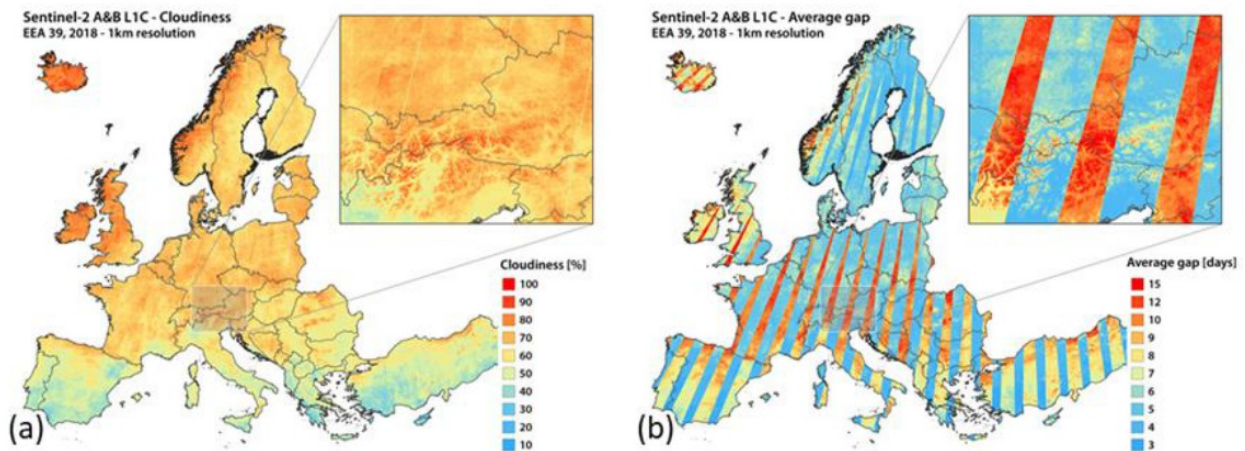 Sentinel-2 A&B L1C - Cloudiness
EEA 39, 2018 - 1km resolution
Cloudiness [%]
100
90
80
70
60
50
40
30
20
10
(a)
Sentinel-2 A&B L1C - Average gap
EEA 39, 2018 - 1km resolution
Average gap [days]
15
12
10
9
8
7
6
5
4
3
(b)